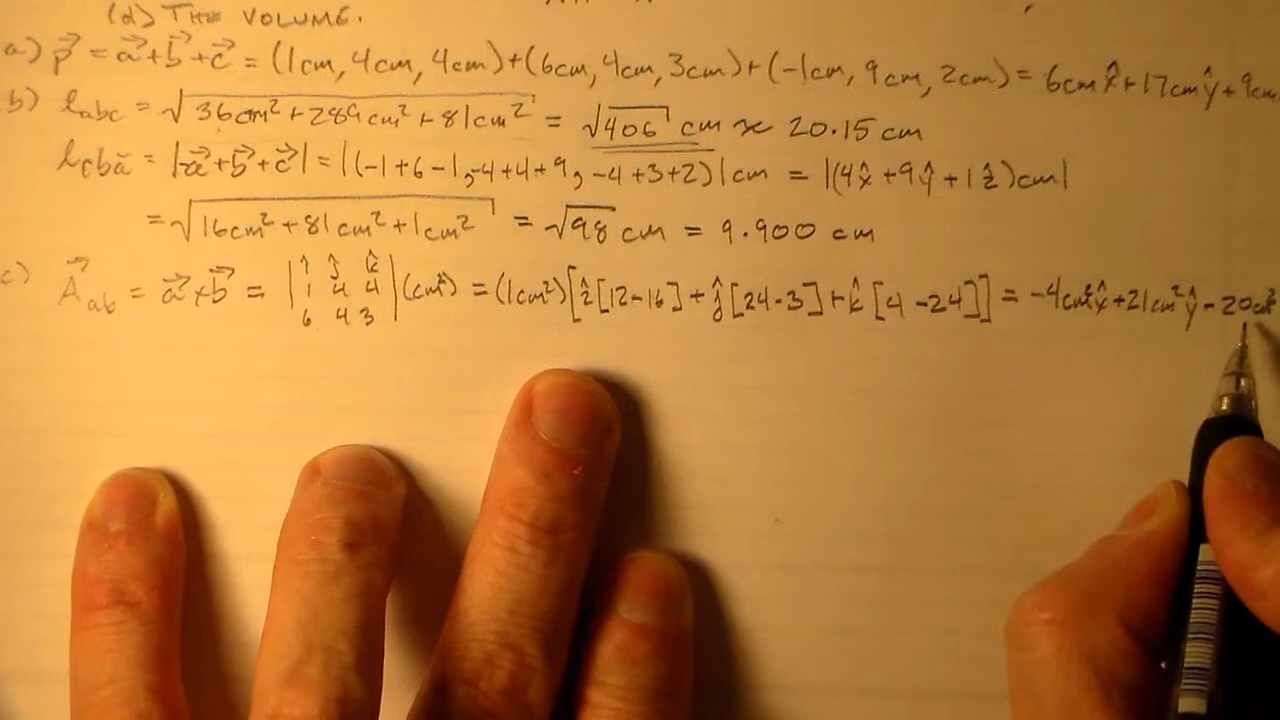 (d) THE VOLUME.
a) p⃗ = a⃗+b⃗+c⃗ = (1cm, 4cm, 4cm)+(6cm, 4cm, 3cm)+(-1cm, 9cm, 2cm) = 6cm x̂+17cm ŷ+9cm
b) l_abc = √(36cm²+289cm²+81cm²) = √406 cm ≈ 20.15 cm
l_cbā = |-a⃗+b⃗+c⃗| = |(-1+6-1, -4+4+9, -4+3+2)|cm = |(4x̂+9ŷ+1ẑ)cm|
= √(16cm²+81cm²+1cm²) = √98 cm = 9.900 cm
c) A⃗_ab = a⃗×b⃗ = |î ĵ k̂; 1 4 4; 6 4 3|(cm²) = (1cm²)[î[12-16]+ĵ[24-3]+k̂[4-24]] = -4cm²x̂+21cm²ŷ-20cm²